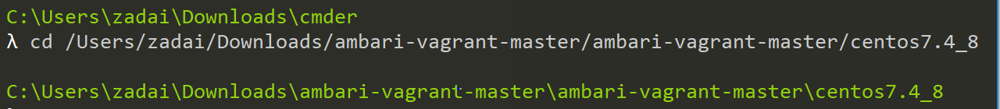 C:\Users\zadai\Downloads\cmder
λ cd /Users/zadai/Downloads/ambari-vagrant-master/ambari-vagrant-master/centos7.4_8
C:\Users\zadai\Downloads\ambari-vagrant-master\ambari-vagrant-master\centos7.4_8